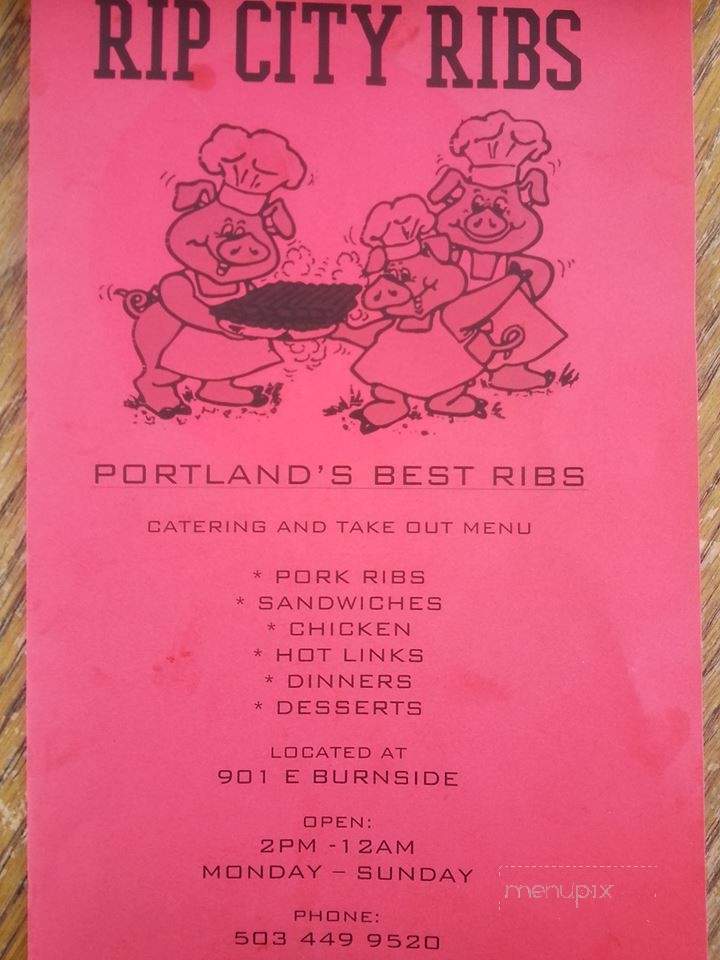 RIP CITY RIBS
PORTLAND'S BEST RIBS
CATERING AND TAKE OUT MENU
* PORK RIBS
* SANDWICHES
* CHICKEN
* HOT LINKS
* DINNERS
* DESSERTS
LOCATED AT
901 E BURNSIDE
OPEN:
2PM -12AM
MONDAY – SUNDAY
menupix
PHONE:
503 449 9520